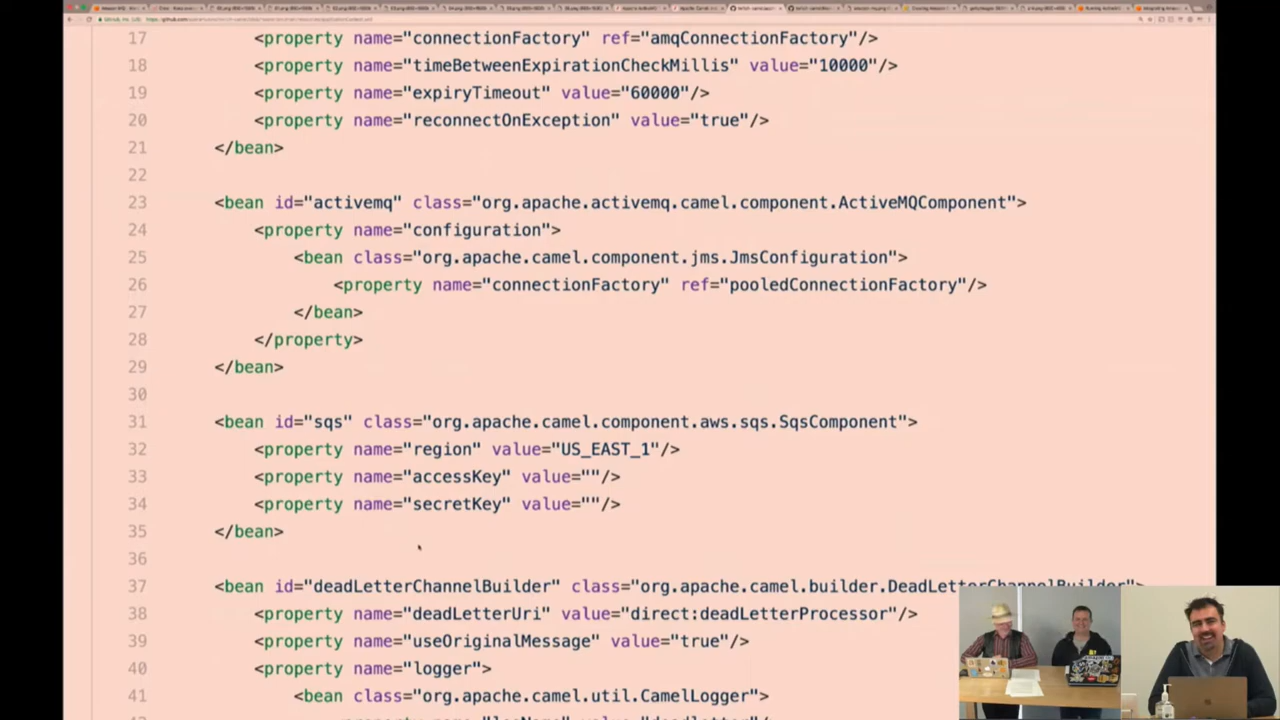 17 <property name="connectionFactory" ref="amqConnectionFactory"/>
18 <property name="timeBetweenExpirationCheckMillis" value="10000"/>
19 <property name="expiryTimeout" value="60000"/>
20 <property name="reconnectOnException" value="true"/>
21 </bean>
22
23 <bean id="activemq" class="org.apache.activemq.camel.component.ActiveMQComponent">
24 <property name="configuration">
25 <bean class="org.apache.camel.component.jms.JmsConfiguration">
26 <property name="connectionFactory" ref="pooledConnectionFactory"/>
27 </bean>
28 </property>
29 </bean>
30
31 <bean id="sqs" class="org.apache.camel.component.aws.sqs.SqsComponent">
32 <property name="region" value="US_EAST_1"/>
33 <property name="accessKey" value=""/>
34 <property name="secretKey" value=""/>
35 </bean>
36
37 <bean id="deadLetterChannelBuilder" class="org.apache.camel.builder.DeadLetterChannelBuilder">
38 <property name="deadLetterUri" value="direct:deadLetterProcessor"/>
39 <property name="useOriginalMessage" value="true"/>
40 <property name="logger">
41 <bean class="org.apache.camel.util.CamelLogger">